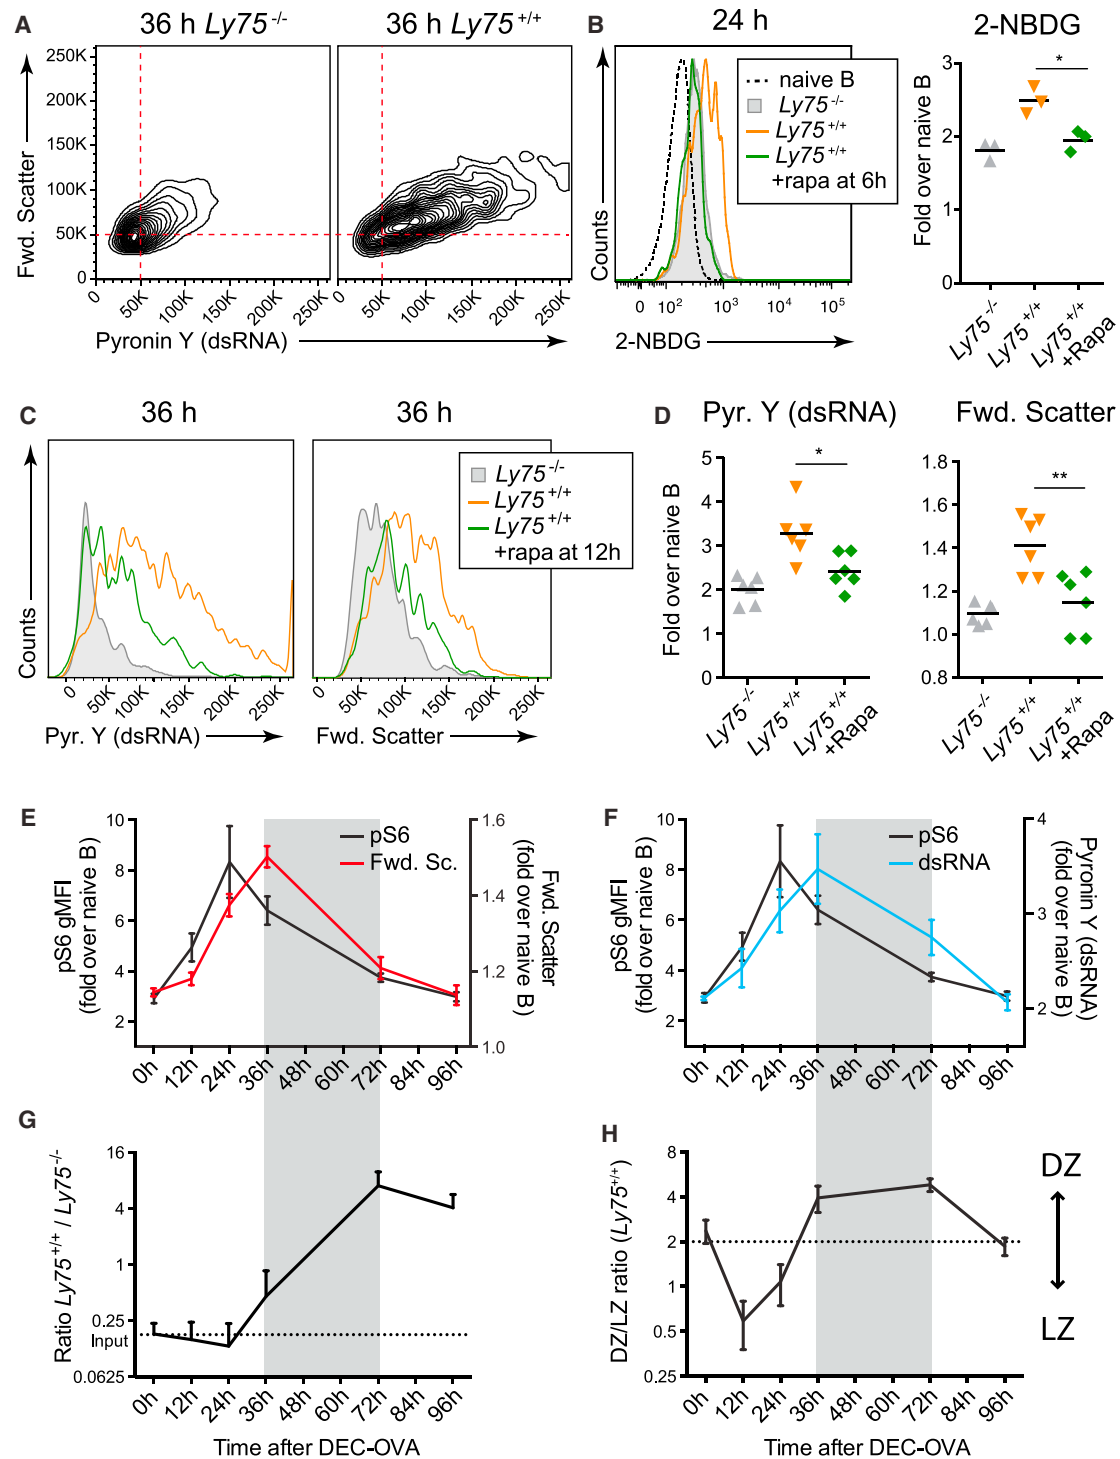 A
36 h Ly75-/-
36 h Ly75+/+
Fwd. Scatter
250K
200K
150K
100K
50K
0
0
50K
100K
150K
200K
250K
0
50K
100K
150K
200K
250K
Pyronin Y (dsRNA)
B
24 h
Counts
naive B
Ly75-/-
Ly75+/+
Ly75+/+
+rapa at 6h
0
10²
10³
10⁴
10⁵
2-NBDG
2-NBDG
Fold over naive B
3
2
1
0
*
Ly75-/-
Ly75+/+
Ly75+/+
+Rapa
C
36 h
36 h
Counts
Ly75-/-
Ly75+/+
Ly75+/+
+rapa at 12h
0
50K
100K
150K
200K
250K
Pyr. Y (dsRNA)
0
50K
100K
150K
200K
250K
Fwd. Scatter
D
Pyr. Y (dsRNA)
Fold over naive B
5
4
3
2
1
0
*
Ly75-/-
Ly75+/+
Ly75+/+
+Rapa
Fwd. Scatter
1.8
1.6
1.4
1.2
1.0
0.8
**
Ly75-/-
Ly75+/+
Ly75+/+
+Rapa
E
pS6 gMFI
(fold over naive B)
10
8
6
4
2
pS6
Fwd. Sc.
1.6
1.4
1.2
1.0
Fwd. Scatter
(fold over naive B)
0h
12h
24h
36h
48h
60h
72h
84h
96h
F
pS6 gMFI
(fold over naive B)
10
8
6
4
2
pS6
dsRNA
4
3
2
Pyronin Y (dsRNA)
(fold over naive B)
0h
12h
24h
36h
48h
60h
72h
84h
96h
G
Ratio Ly75+/+ / Ly75-/-
16
4
1
0.25
Input
0.0625
0h
12h
24h
36h
48h
60h
72h
84h
96h
Time after DEC-OVA
H
DZ/LZ ratio (Ly75+/+)
8
4
2
1
0.5
0.25
DZ
LZ
0h
12h
24h
36h
48h
60h
72h
84h
96h
Time after DEC-OVA